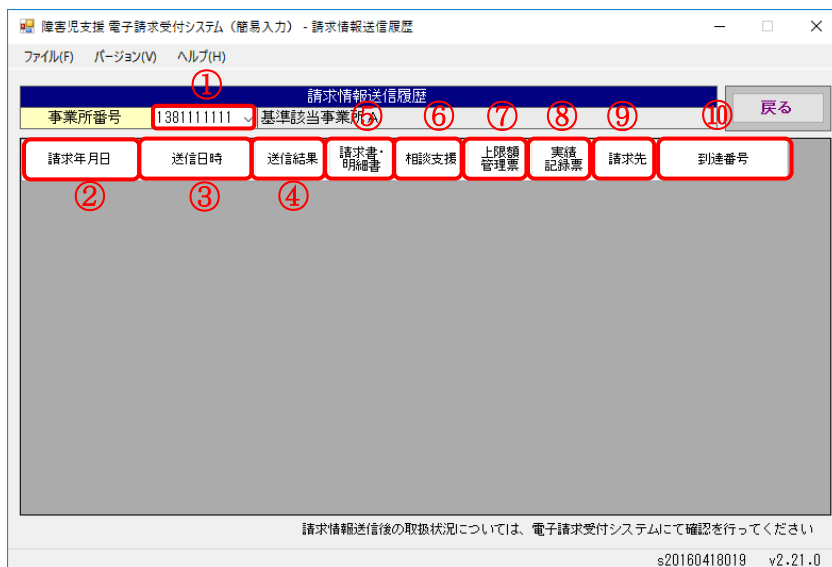 障害児支援 電子請求受付システム（簡易入力） - 請求情報送信履歴
ファイル(F) バージョン(V) ヘルプ(H)
①
請求情報送信履歴
戻る
事業所番号 1381111111 基準該当事業所A
⑤ ⑥ ⑦ ⑧ ⑨ ⑩
請求年月日 送信日時 送信結果 請求書・明細書 相談支援 上限額管理票 実績記録票 請求先 到達番号
② ③ ④
請求情報送信後の取扱状況については、電子請求受付システムにて確認を行ってください
s20160418019 v2.21.0